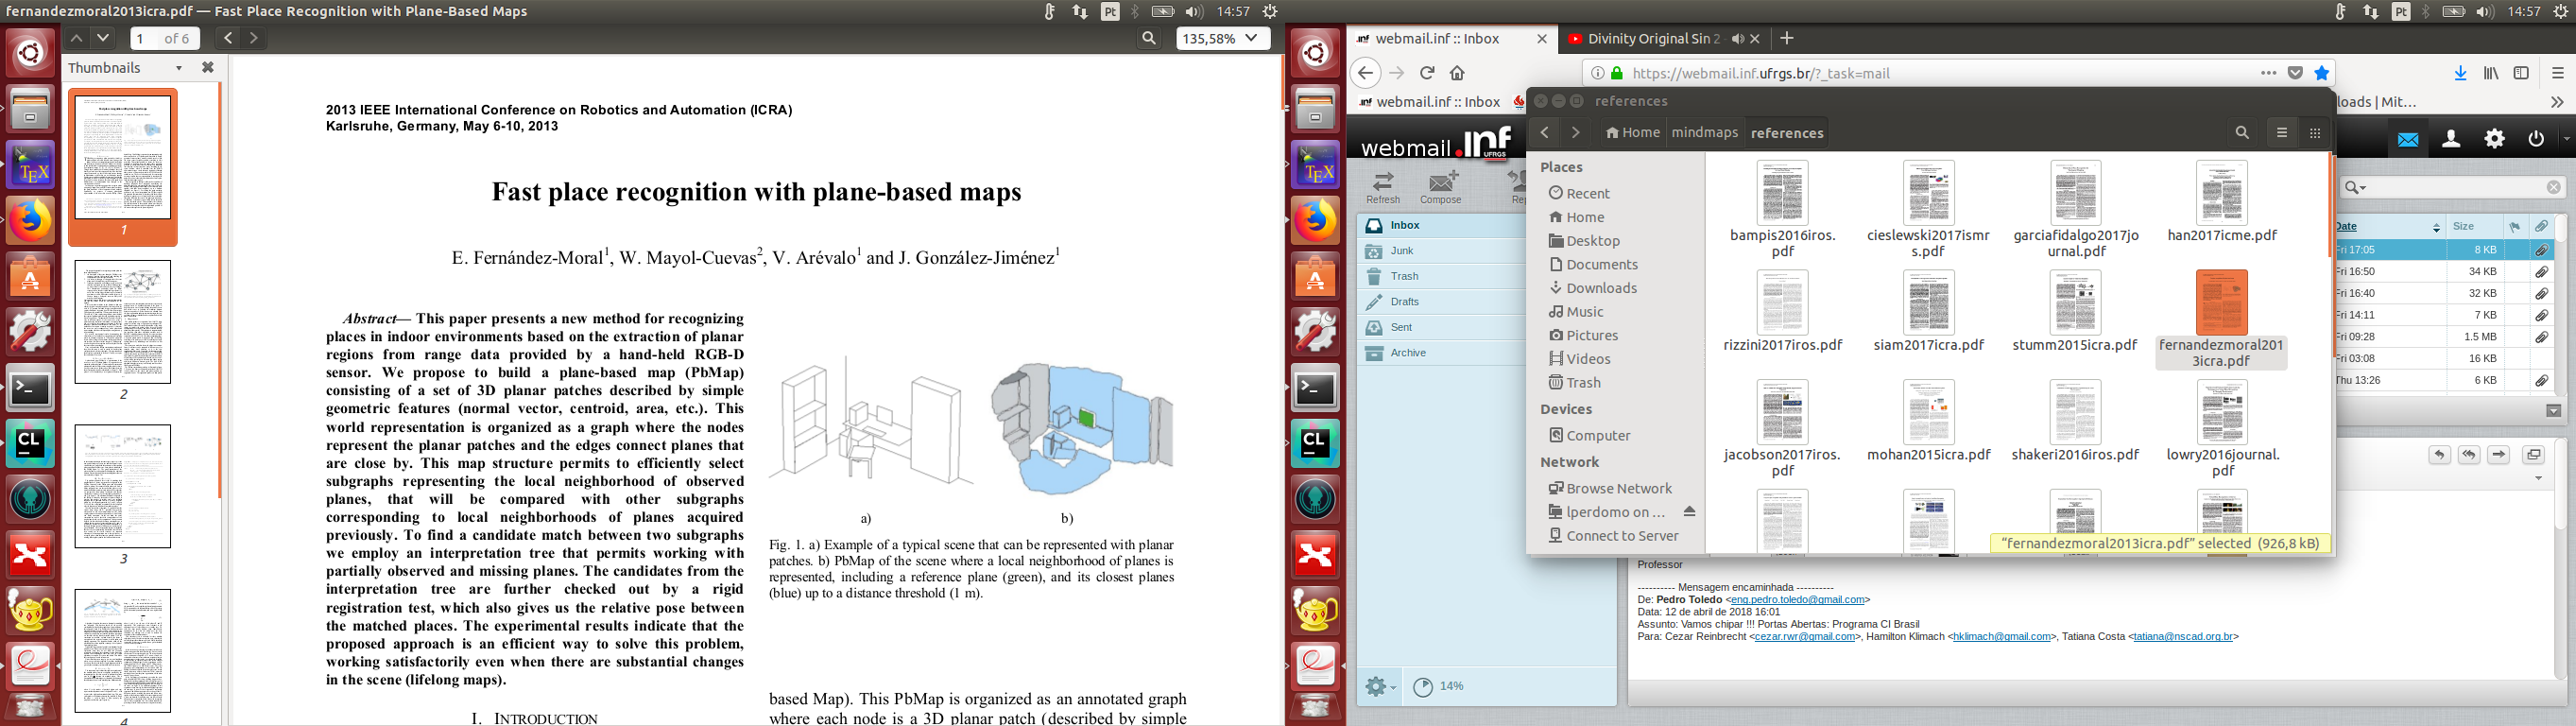 fernandezmoral2013icra.pdf — Fast Place Recognition with Plane-Based Maps
Pt
14:57
1
of 6
135,58%
Thumbnails
1
2
3
4
2013 IEEE International Conference on Robotics and Automation (ICRA)
Karlsruhe, Germany, May 6-10, 2013
Fast place recognition with plane-based maps
E. Fernández-Moral1, W. Mayol-Cuevas2, V. Arévalo1 and J. González-Jiménez1
Abstract— This paper presents a new method for recognizing
places in indoor environments based on the extraction of planar
regions from range data provided by a hand-held RGB-D
sensor. We propose to build a plane-based map (PbMap)
consisting of a set of 3D planar patches described by simple
geometric features (normal vector, centroid, area, etc.). This
world representation is organized as a graph where the nodes
represent the planar patches and the edges connect planes that
are close by. This map structure permits to efficiently select
subgraphs representing the local neighborhood of observed
planes, that will be compared with other subgraphs
corresponding to local neighborhoods of planes acquired
previously. To find a candidate match between two subgraphs
we employ an interpretation tree that permits working with
partially observed and missing planes. The candidates from the
interpretation tree are further checked out by a rigid
registration test, which also gives us the relative pose between
the matched places. The experimental results indicate that the
proposed approach is an efficient way to solve this problem,
working satisfactorily even when there are substantial changes
in the scene (lifelong maps).
I. INTRODUCTION
a)
b)
Fig. 1. a) Example of a typical scene that can be represented with planar
patches. b) PbMap of the scene where a local neighborhood of planes is
represented, including a reference plane (green), and its closest planes
(blue) up to a distance threshold (1 m).
based Map). This PbMap is organized as an annotated graph
where each node is a 3D planar patch (described by simple
TEX
CL
Pt
14:57
TEX
CL
.inf webmail.inf :: Inbox
Divinity Original Sin 2
https://webmail.inf.ufrgs.br/?_task=mail
.inf webmail.inf :: Inbox
loads | Mit…
webmail.inf
UFRGS
Refresh
Compose
Rep
Inbox
Junk
Trash
Drafts
Sent
Archive
14%
references
Home
mindmaps
references
Places
Recent
Home
Desktop
Documents
Downloads
Music
Pictures
Videos
Trash
Devices
Computer
Network
Browse Network
lperdomo on …
Connect to Server
bampis2016iros.
pdf
cieslewski2017ismr
s.pdf
garciafidalgo2017jo
urnal.pdf
han2017icme.pdf
rizzini2017iros.pdf
siam2017icra.pdf
stumm2015icra.pdf
fernandezmoral201
3icra.pdf
jacobson2017iros.
pdf
mohan2015icra.pdf
shakeri2016iros.pdf
lowry2016journal.
pdf
“fernandezmoral2013icra.pdf” selected (926,8 kB)
Date
Size
Fri 17:05
8 KB
Fri 16:50
34 KB
Fri 16:40
32 KB
Fri 14:11
7 KB
Fri 09:28
1.5 MB
Fri 03:08
16 KB
Thu 13:26
6 KB
Professor
---------- Mensagem encaminhada ----------
De: Pedro Toledo <eng.pedro.toledo@gmail.com>
Data: 12 de abril de 2018 16:01
Assunto: Vamos chipar !!! Portas Abertas: Programa CI Brasil
Para: Cezar Reinbrecht <cezar.rwr@gmail.com>, Hamilton Klimach <hklimach@gmail.com>, Tatiana Costa <tatiana@nscad.org.br>